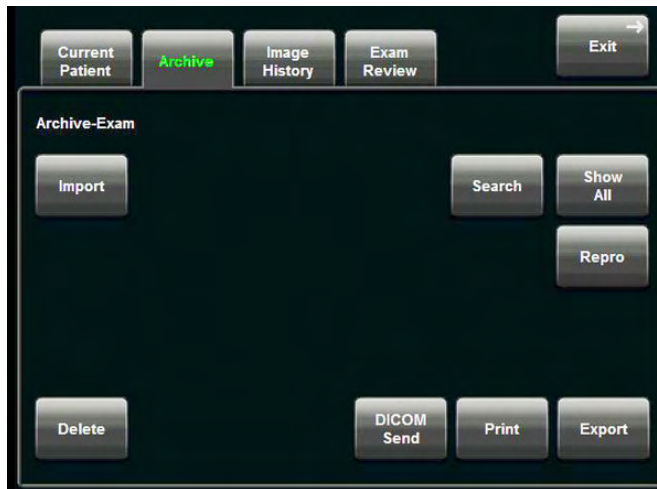 Current
Patient
Archive
Image
History
Exam
Review
Exit
Archive-Exam
Import
Search
Show
All
Repro
Delete
DICOM
Send
Print
Export